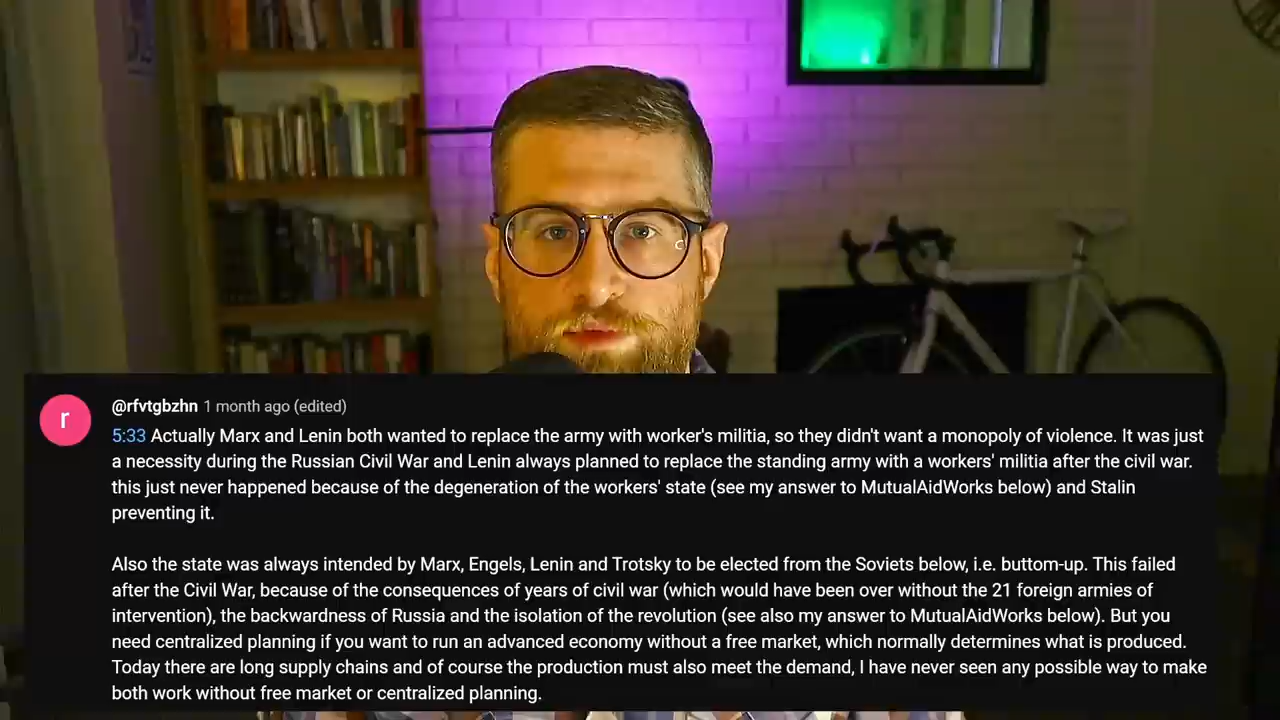 r
@rfvtgbzhn 1 month ago (edited)
5:33 Actually Marx and Lenin both wanted to replace the army with worker's militia, so they didn't want a monopoly of violence. It was just
a necessity during the Russian Civil War and Lenin always planned to replace the standing army with a workers' militia after the civil war.
this just never happened because of the degeneration of the workers' state (see my answer to MutualAidWorks below) and Stalin
preventing it.
Also the state was always intended by Marx, Engels, Lenin and Trotsky to be elected from the Soviets below, i.e. buttom-up. This failed
after the Civil War, because of the consequences of years of civil war (which would have been over without the 21 foreign armies of
intervention), the backwardness of Russia and the isolation of the revolution (see also my answer to MutualAidWorks below). But you
need centralized planning if you want to run an advanced economy without a free market, which normally determines what is produced.
Today there are long supply chains and of course the production must also meet the demand, I have never seen any possible way to make
both work without free market or centralized planning.